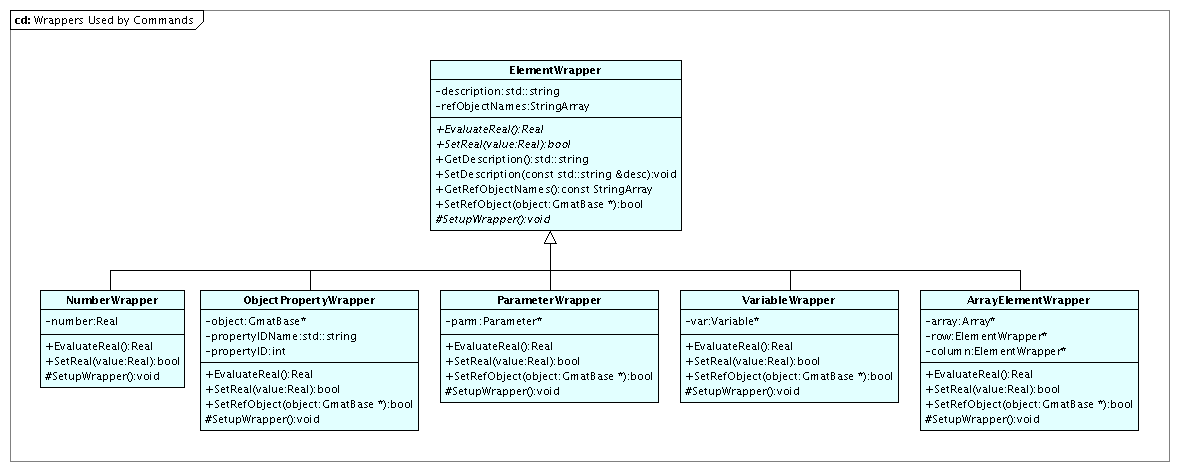 cd: Wrappers Used by Commands
ElementWrapper
-description:std::string
-refObjectNames:StringArray
+EvaluateReal():Real
+SetReal(value:Real):bool
+GetDescription():std::string
+SetDescription(const std::string &desc):void
+GetRefObjectNames():const StringArray
+SetRefObject(object:GmatBase *):bool
#SetupWrapper():void
NumberWrapper
-number:Real
+EvaluateReal():Real
+SetReal(value:Real):bool
#SetupWrapper():void
ObjectPropertyWrapper
-object:GmatBase*
-propertyIDName:std::string
-propertyID:int
+EvaluateReal():Real
+SetReal(value:Real):bool
+SetRefObject(object:GmatBase *):bool
#SetupWrapper():void
ParameterWrapper
-parm:Parameter*
+EvaluateReal():Real
+SetReal(value:Real):bool
+SetRefObject(object:GmatBase *):bool
#SetupWrapper():void
VariableWrapper
-var:Variable*
+EvaluateReal():Real
+SetReal(value:Real):bool
+SetRefObject(object:GmatBase *):bool
#SetupWrapper():void
ArrayElementWrapper
-array:Array*
-row:ElementWrapper*
-column:ElementWrapper*
+EvaluateReal():Real
+SetReal(value:Real):bool
+SetRefObject(object:GmatBase *):bool
#SetupWrapper():void